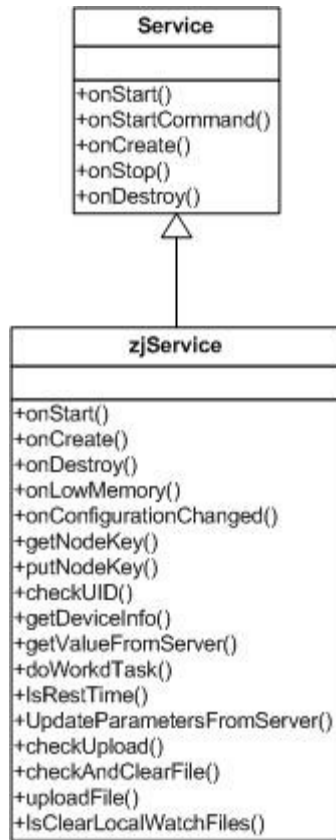 Service
+onStart()
+onStartCommand()
+onCreate()
+onStop()
+onDestroy()
zjService
+onStart()
+onCreate()
+onDestroy()
+onLowMemory()
+onConfigurationChanged()
+getNodeKey()
+putNodeKey()
+checkUID()
+getDeviceInfo()
+getValueFromServer()
+doWorkdTask()
+IsRestTime()
+UpdateParametersFromServer()
+checkUpload()
+checkAndClearFile()
+uploadFile()
+IsClearLocalWatchFiles()